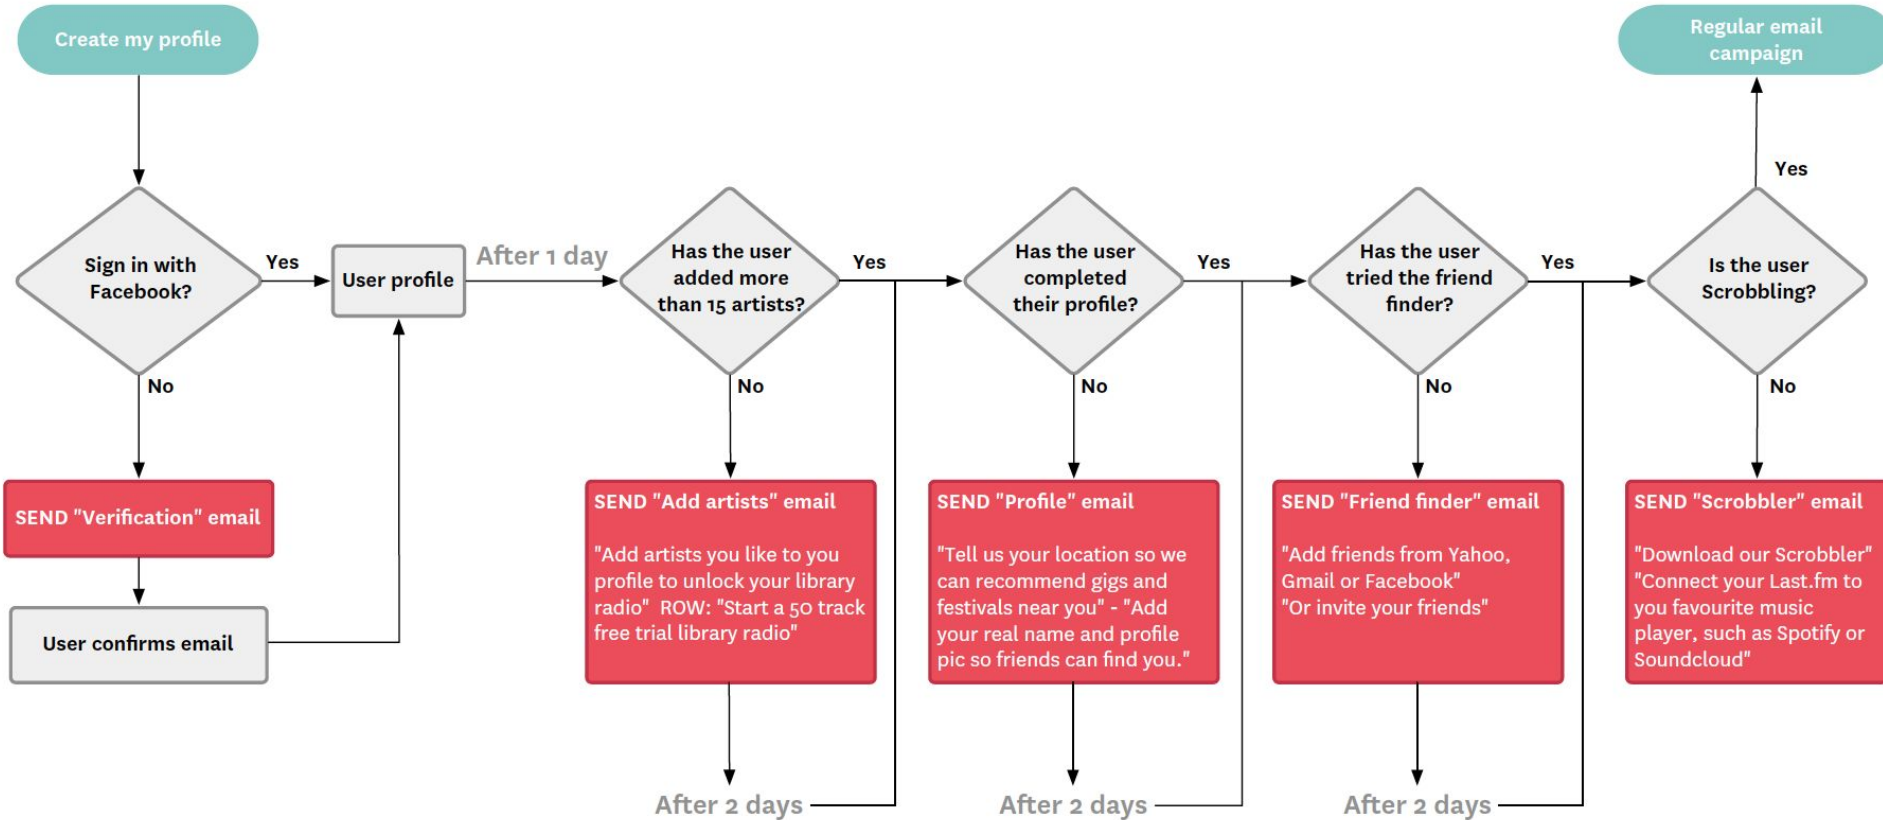 Create my profile
Sign in with
Facebook?
Yes
No
SEND "Verification" email
User confirms email
User profile
After 1 day
Has the user
added more
than 15 artists?
Yes
No
SEND "Add artists" email
"Add artists you like to you
profile to unlock your library
radio"  ROW: "Start a 50 track
free trial library radio"
After 2 days
Has the user
completed
their profile?
Yes
No
SEND "Profile" email
"Tell us your location so we
can recommend gigs and
festivals near you" - "Add
your real name and profile
pic so friends can find you."
After 2 days
Has the user
tried the friend
finder?
Yes
No
SEND "Friend finder" email
"Add friends from Yahoo,
Gmail or Facebook"
"Or invite your friends"
After 2 days
Is the user
Scrobbling?
Yes
Regular email
campaign
No
SEND "Scrobbler" email
"Download our Scrobbler"
"Connect your Last.fm to
you favourite music
player, such as Spotify or
Soundcloud"